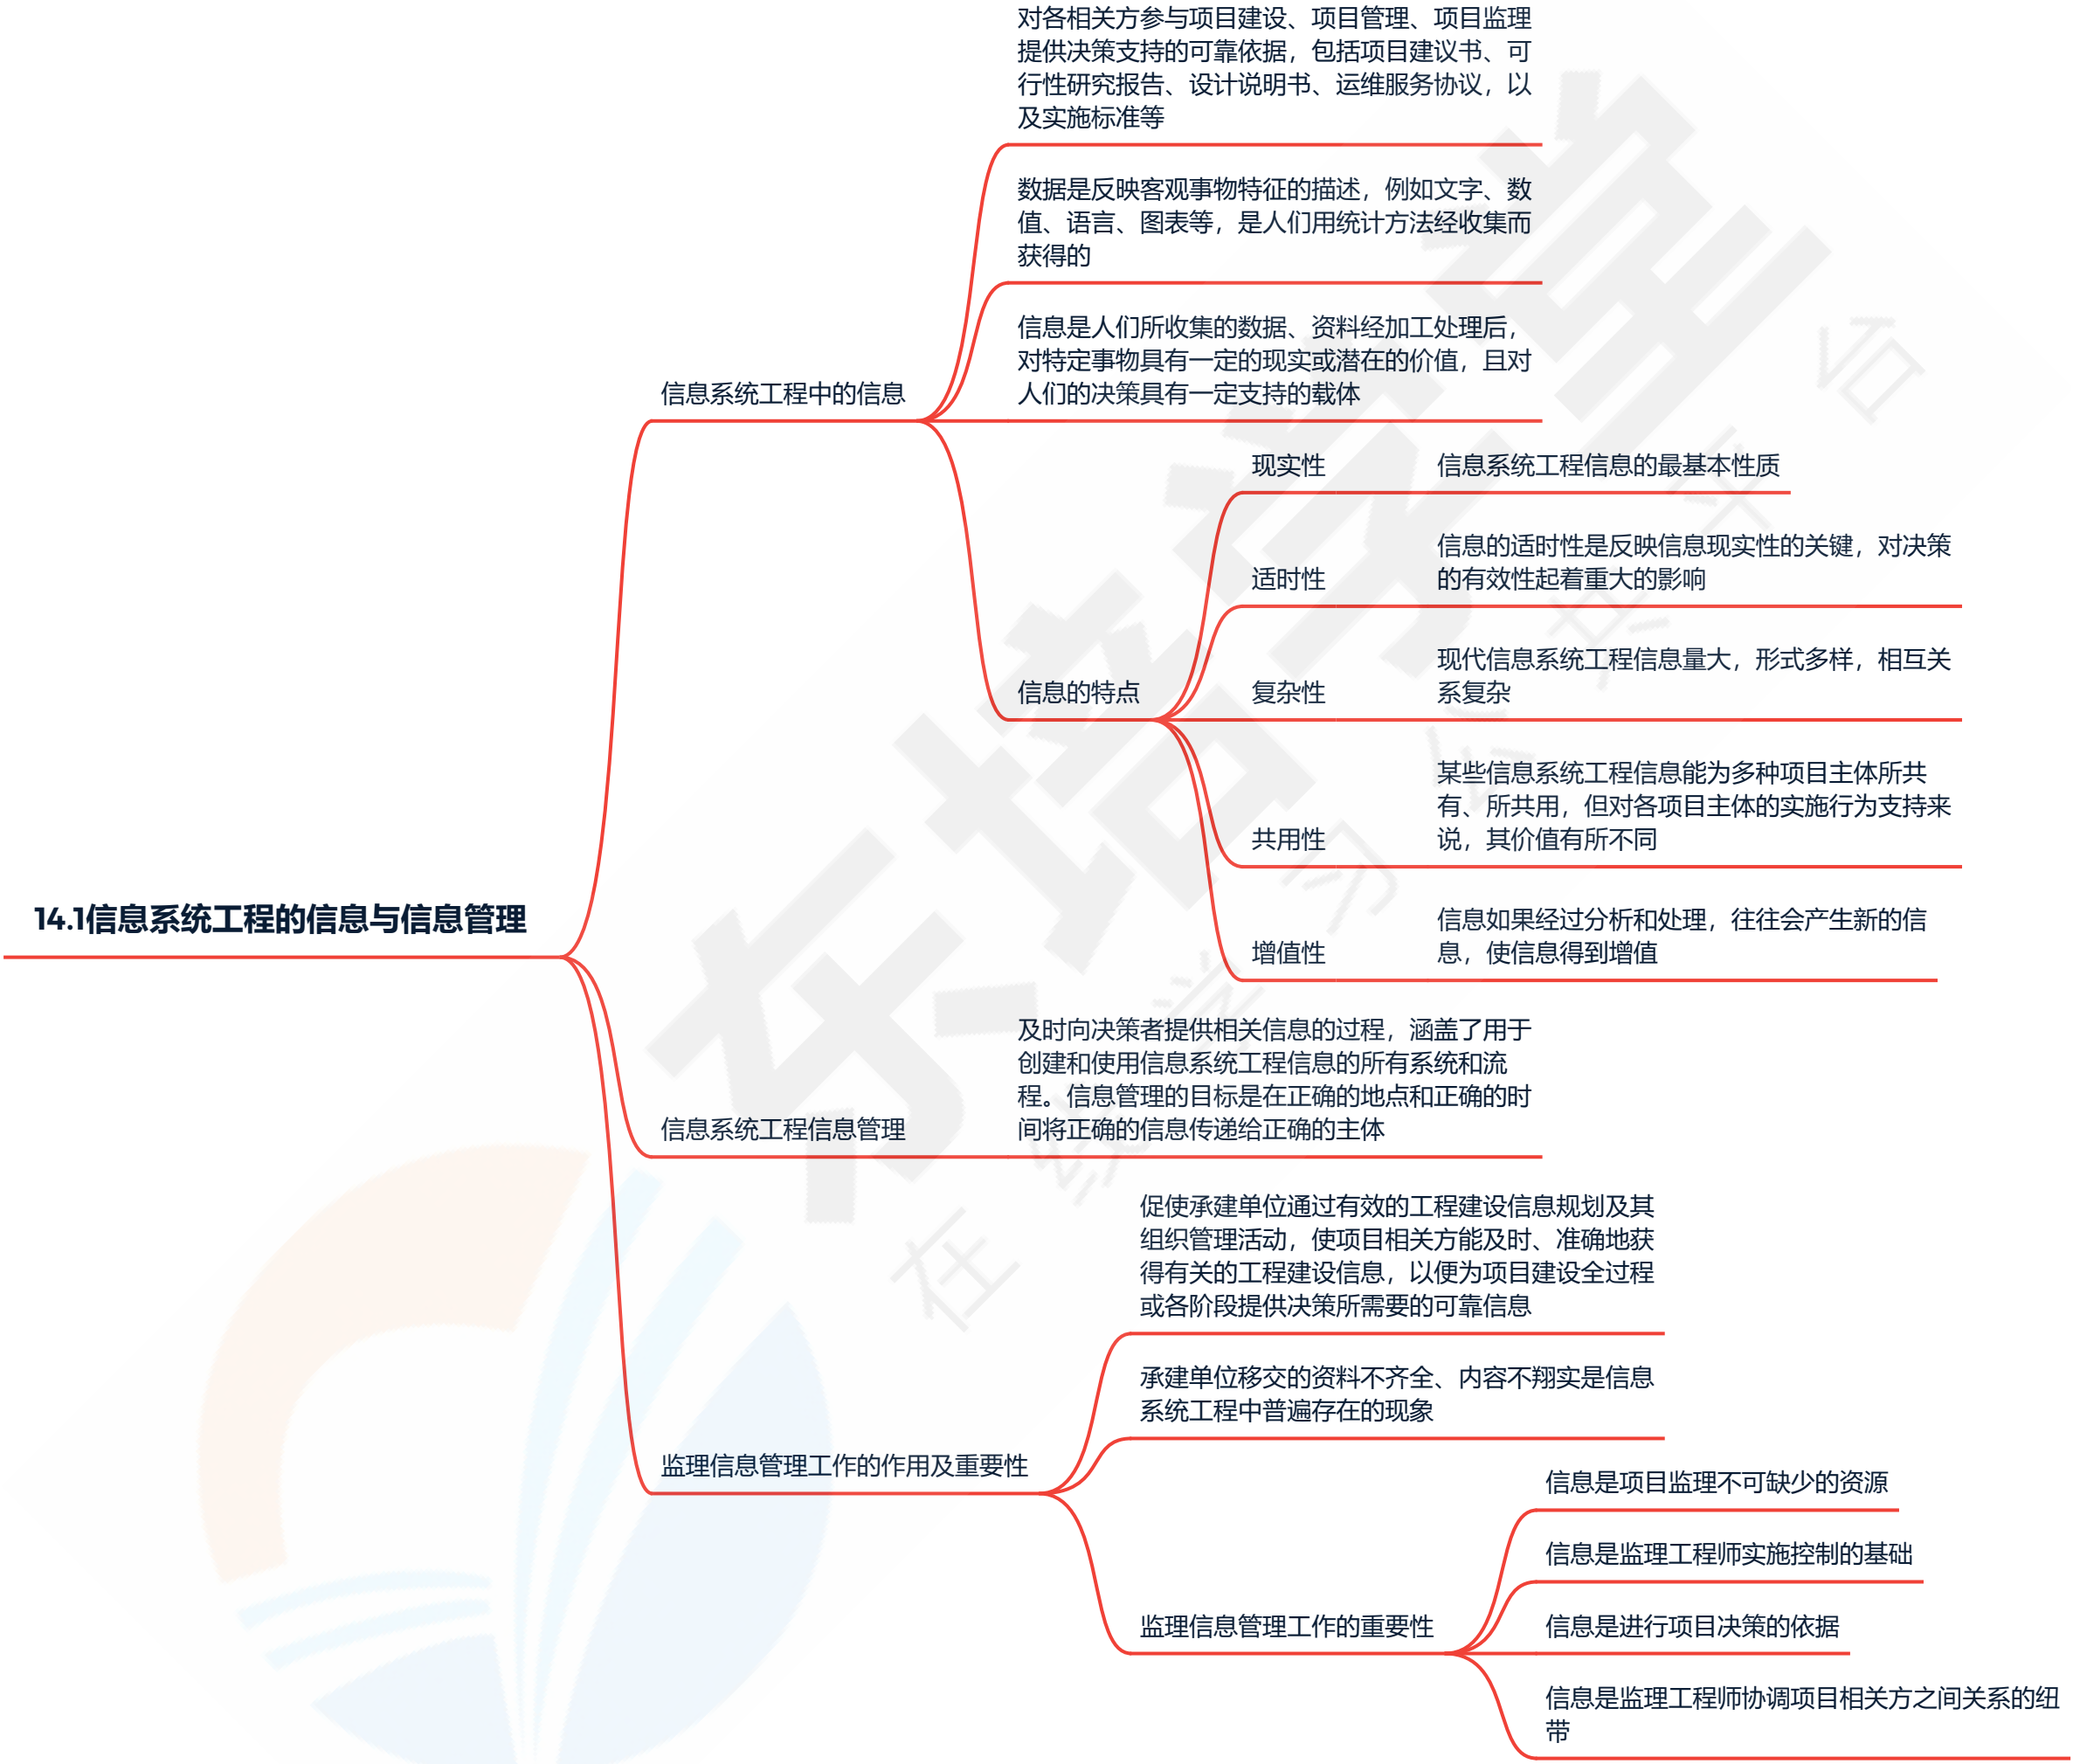 14.1信息系统工程的信息与信息管理
信息系统工程中的信息
对各相关方参与项目建设、项目管理、项目监理
提供决策支持的可靠依据，包括项目建议书、可
行性研究报告、设计说明书、运维服务协议，以
及实施标准等
数据是反映客观事物特征的描述，例如文字、数
值、语言、图表等，是人们用统计方法经收集而
获得的
信息是人们所收集的数据、资料经加工处理后，
对特定事物具有一定的现实或潜在的价值，且对
人们的决策具有一定支持的载体
信息的特点
现实性
信息系统工程信息的最基本性质
适时性
信息的适时性是反映信息现实性的关键，对决策
的有效性起着重大的影响
复杂性
现代信息系统工程信息量大，形式多样，相互关
系复杂
共用性
某些信息系统工程信息能为多种项目主体所共
有、所共用，但对各项目主体的实施行为支持来
说，其价值有所不同
增值性
信息如果经过分析和处理，往往会产生新的信
息，使信息得到增值
信息系统工程信息管理
及时向决策者提供相关信息的过程，涵盖了用于
创建和使用信息系统工程信息的所有系统和流
程。信息管理的目标是在正确的地点和正确的时
间将正确的信息传递给正确的主体
监理信息管理工作的作用及重要性
促使承建单位通过有效的工程建设信息规划及其
组织管理活动，使项目相关方能及时、准确地获
得有关的工程建设信息，以便为项目建设全过程
或各阶段提供决策所需要的可靠信息
承建单位移交的资料不齐全、内容不翔实是信息
系统工程中普遍存在的现象
监理信息管理工作的重要性
信息是项目监理不可缺少的资源
信息是监理工程师实施控制的基础
信息是进行项目决策的依据
信息是监理工程师协调项目相关方之间关系的纽
带
东培学堂
在线学习公共平台